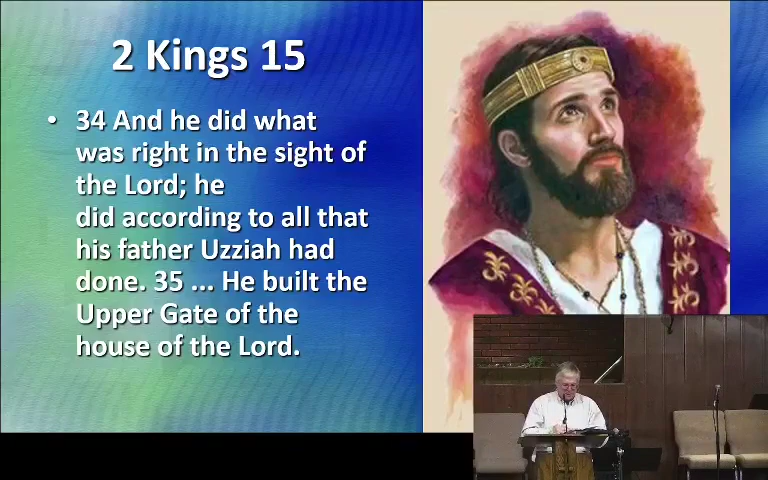 2 Kings 15
• 34 And he did what
was right in the sight of
the Lord; he
did according to all that
his father Uzziah had
done. 35 ... He built the
Upper Gate of the
house of the Lord.